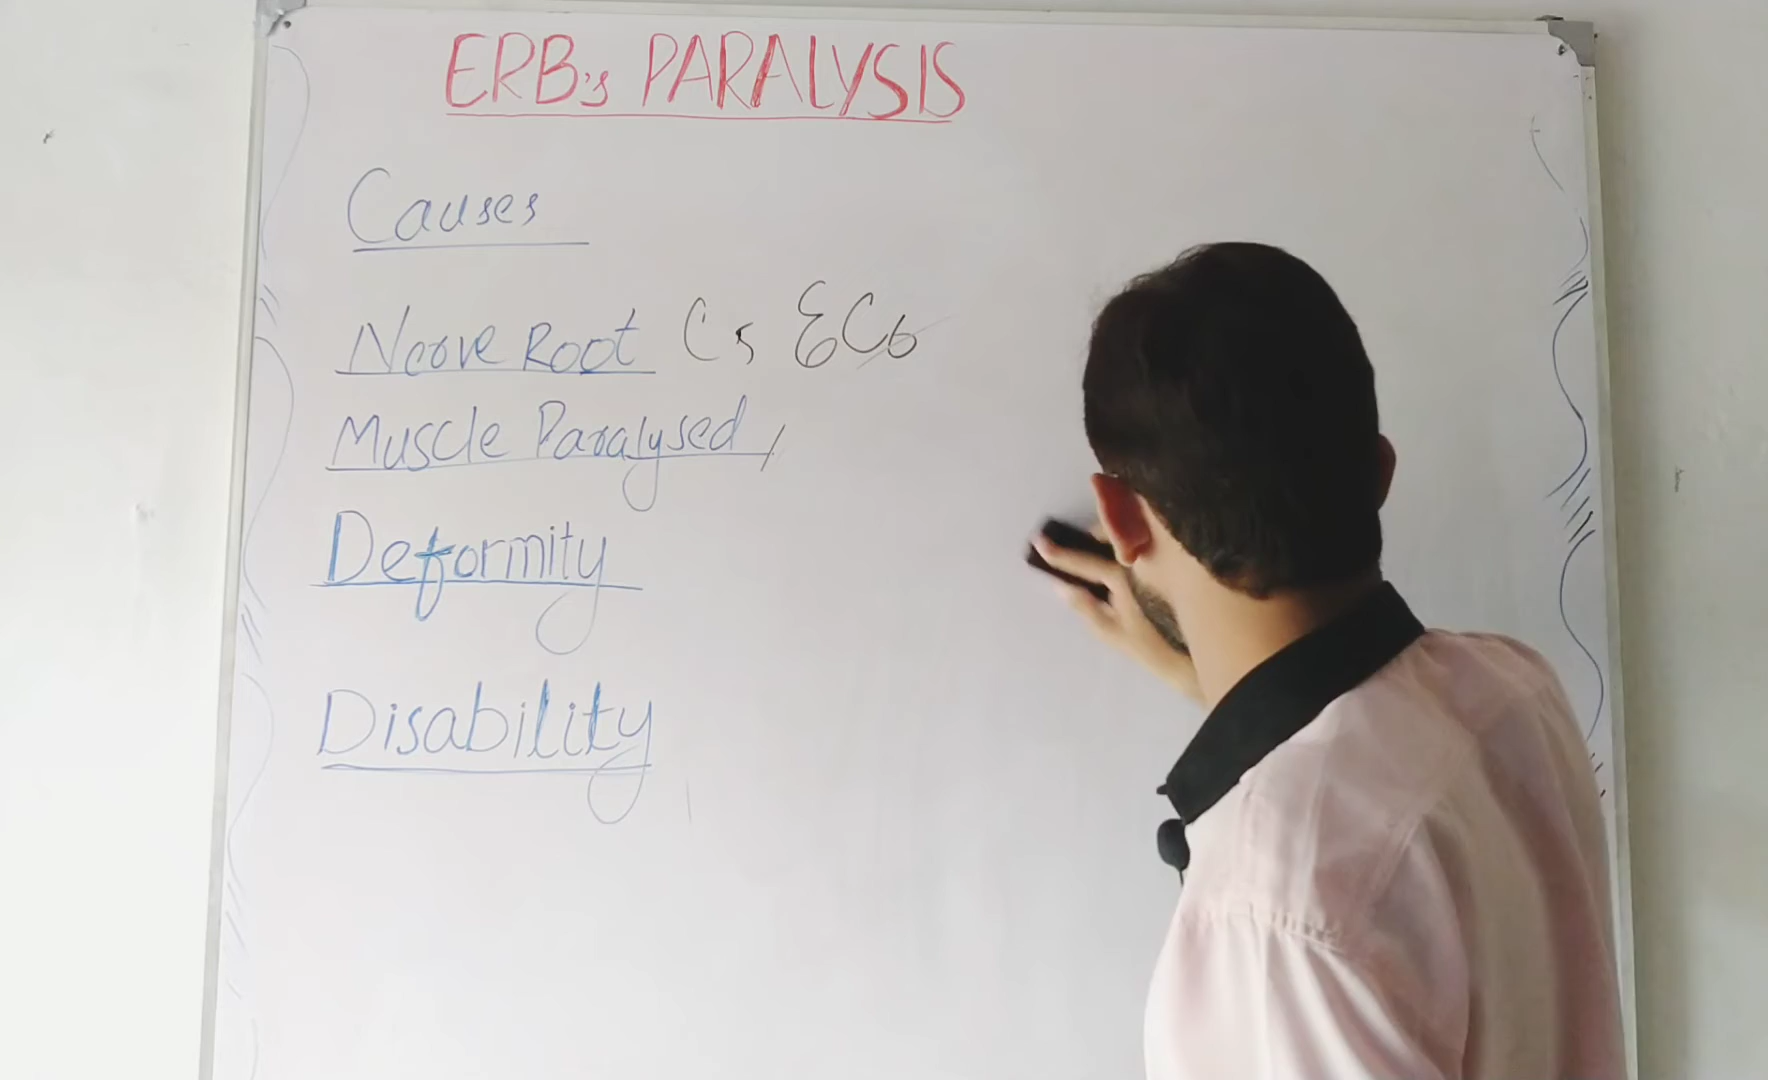 ERB's PARALYSIS
Causes
Nerve Root C5 & C6
Muscle Paralysed
Deformity
Disability